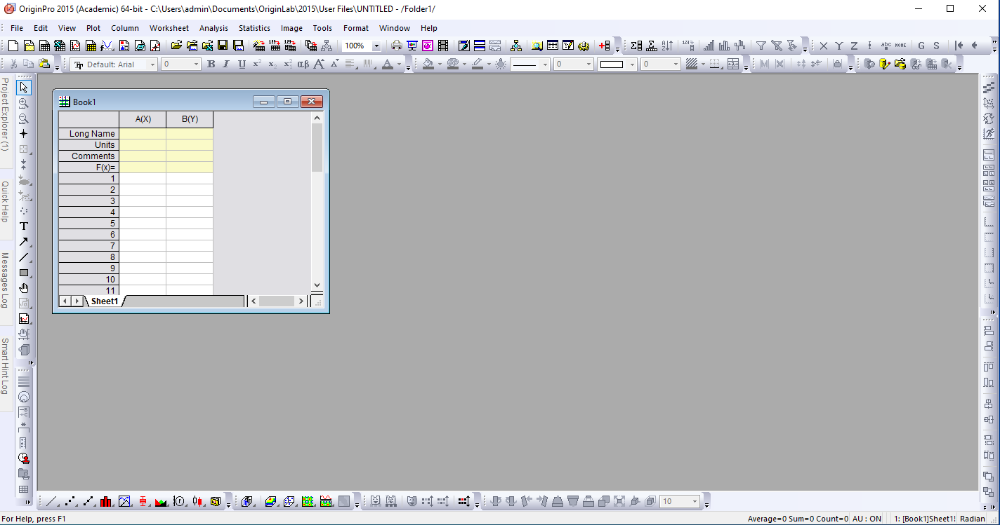 OriginPro 2015 (Academic) 64-bit - C:\Users\admin\Documents\OriginLab\2015\User Files\UNTITLED - /Folder1/
File Edit View Plot Column Worksheet Analysis Statistics Image Tools Format Window Help
100%
X Y Z abc HOME G S
Default: Arial 0 B I U αβ A A A 0 0
Project Explorer (1)
Quick Help
Messages Log
Smart Hint Log
Book1
A(X) B(Y)
Long Name
Units
Comments
F(x)=
1
2
3
4
5
6
7
8
9
10
11
Sheet1
10
For Help, press F1
Average=0 Sum=0 Count=0 AU : ON 1: [Book1]Sheet1! Radian